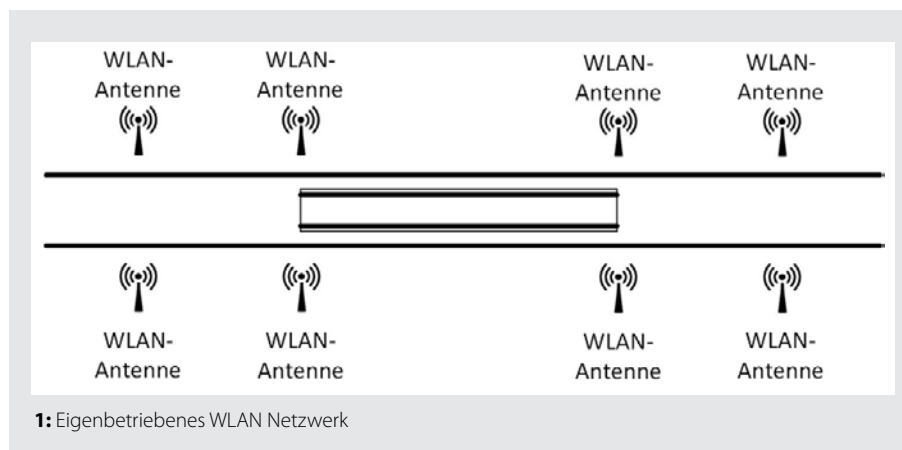 WLAN- WLAN- WLAN- WLAN-
Antenne Antenne Antenne Antenne
WLAN- WLAN- WLAN- WLAN-
Antenne Antenne Antenne Antenne
1: Eigenbetriebenes WLAN Netzwerk